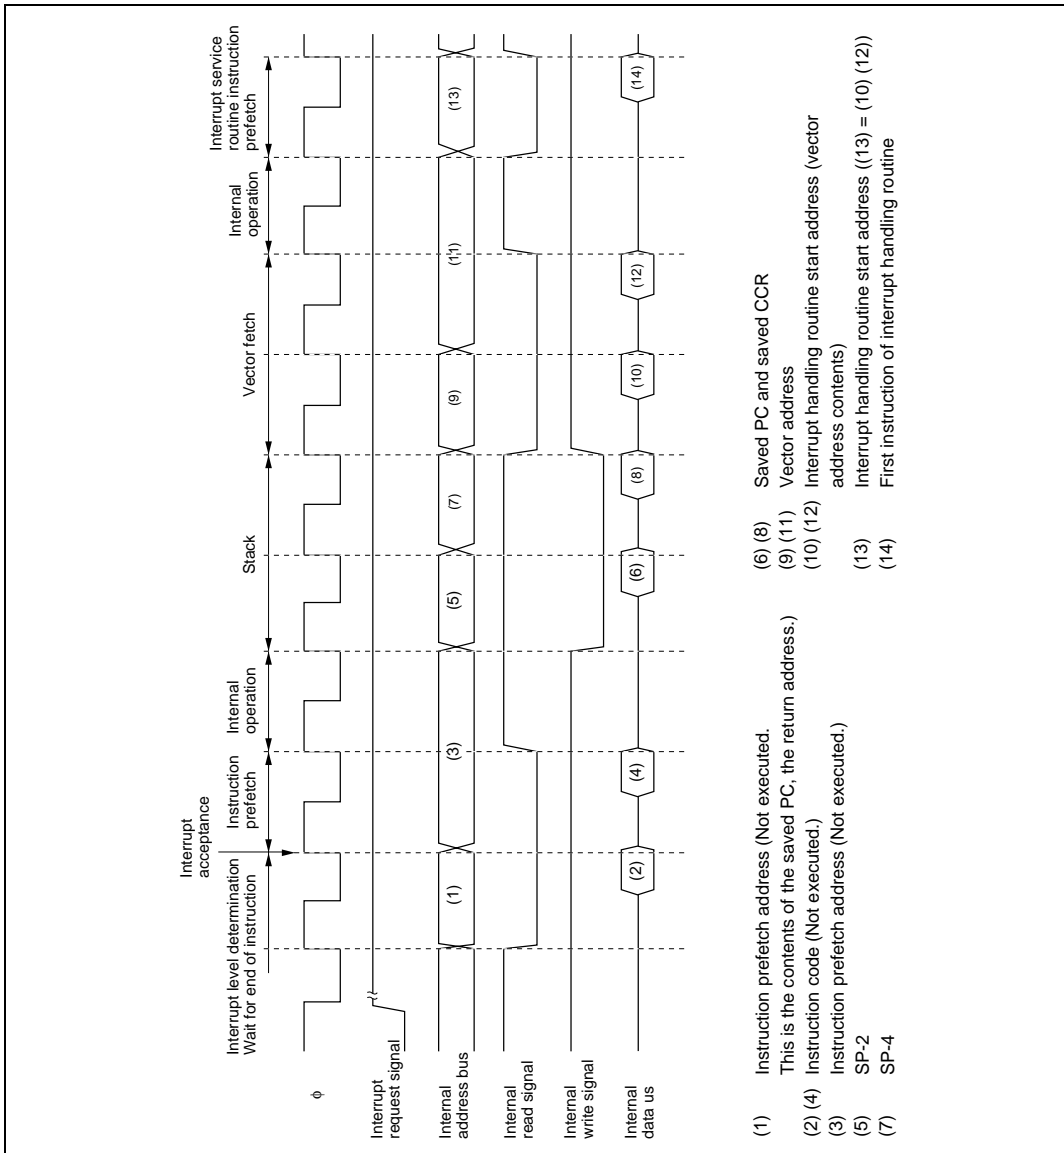 Interrupt
acceptance
Interrupt level determination
Wait for end of instruction
Instruction
prefetch
Internal
operation
Stack
Vector fetch
Internal
operation
Interrupt service
routine instruction
prefetch
φ
Interrupt
request signal
Internal
address bus
(1)
(3)
(5)
(7)
(9)
(11)
(13)
Internal
read signal
Internal
write signal
Internal
data us
(2)
(4)
(6)
(8)
(10)
(12)
(14)
(1) Instruction prefetch address (Not executed.
This is the contents of the saved PC, the return address.)
(2) (4) Instruction code (Not executed.)
(3) Instruction prefetch address (Not executed.)
(5) SP-2
(7) SP-4
(6) (8) Saved PC and saved CCR
(9) (11) Vector address
(10) (12) Interrupt handling routine start address (vector
address contents)
(13) Interrupt handling routine start address ((13) = (10) (12))
(14) First instruction of interrupt handling routine